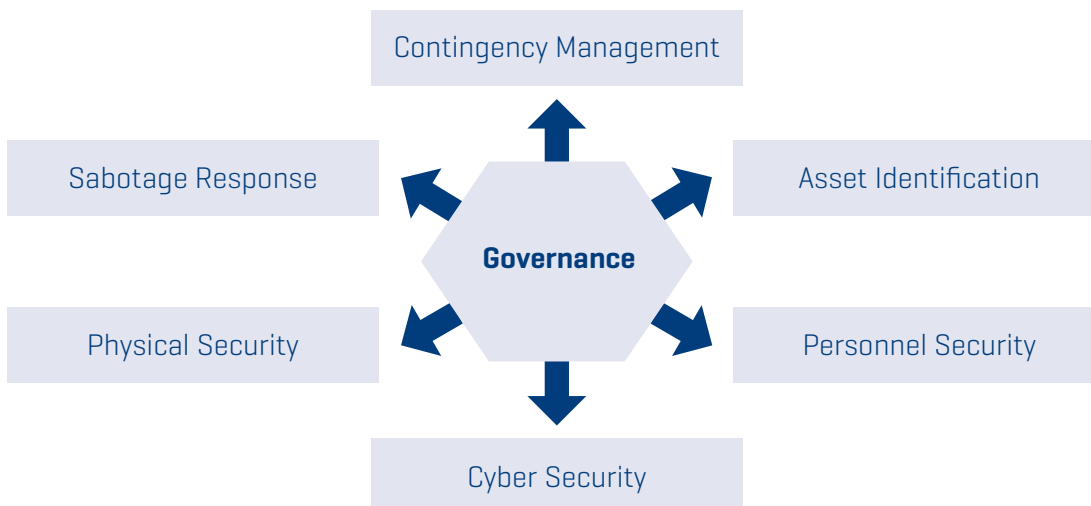 Contingency Management
Sabotage Response
Asset Identification
Governance
Physical Security
Personnel Security
Cyber Security